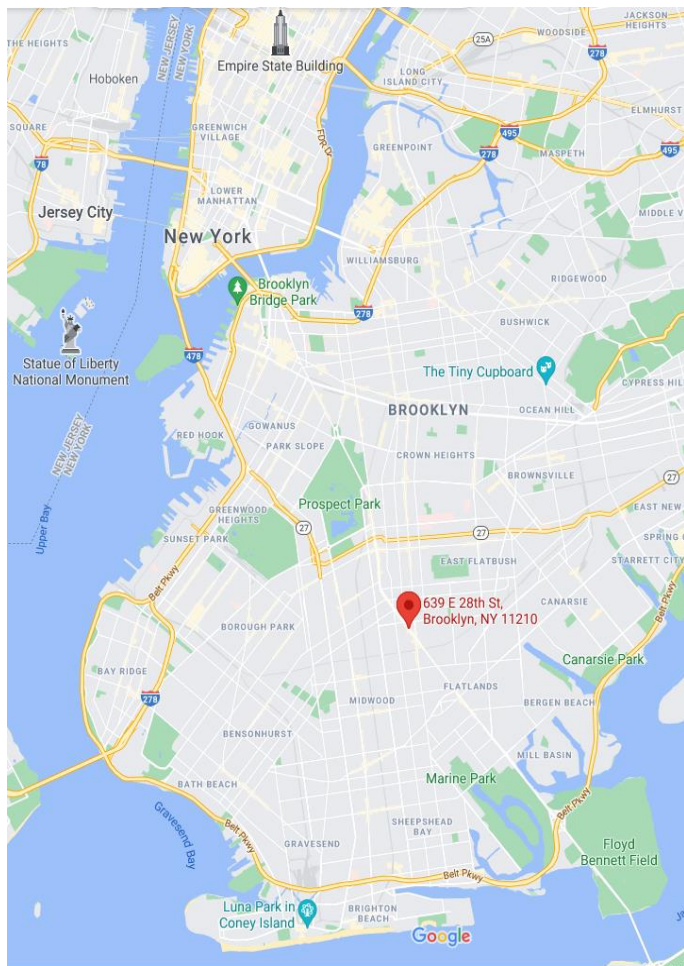 JACKSON
HEIGHTS
THE HEIGHTS
NEW JERSEY
NEW YORK
25A
WOODSIDE
278
Empire State Building
Hoboken
LONG
ISLAND CITY
ELMHURST
SQUARE
GREENWICH
VILLAGE
FDR Dr
495
GREENPOINT
278
MASPETH
495
78
LOWER
MANHATTAN
Jersey City
New York
MIDDLE V
WILLIAMSBURG
RIDGEWOOD
Brooklyn
Bridge Park
278
BUSHWICK
478
Statue of Liberty
National Monument
The Tiny Cupboard
CYPRESS HIL
BROOKLYN
OCEAN HILL
NEW JERSEY
NEW YORK
RED HOOK
GOWANUS
PARK SLOPE
CROWN HEIGHTS
BROWNSVILLE
27
Prospect Park
GREENWOOD
HEIGHTS
EAST NEW
Upper Bay
SUNSET PARK
27
27
SPRING C
EAST FLATBUSH
STARRETT CITY
Belt Pkwy
Belt Pkwy
639 E 28th St,
Brooklyn, NY 11210
CANARSIE
BOROUGH PARK
Canarsie Park
BAY RIDGE
278
FLATLANDS
MIDWOOD
BERGEN BEACH
BENSONHURST
MILL BASIN
BATH BEACH
Marine Park
Gravesend
Bay
Belt Pkwy
Belt Pkwy
SHEEPSHEAD
BAY
GRAVESEND
Floyd
Bennett Field
Belt Pkwy
Luna Park in
Coney Island
BRIGHTON
BEACH
Google